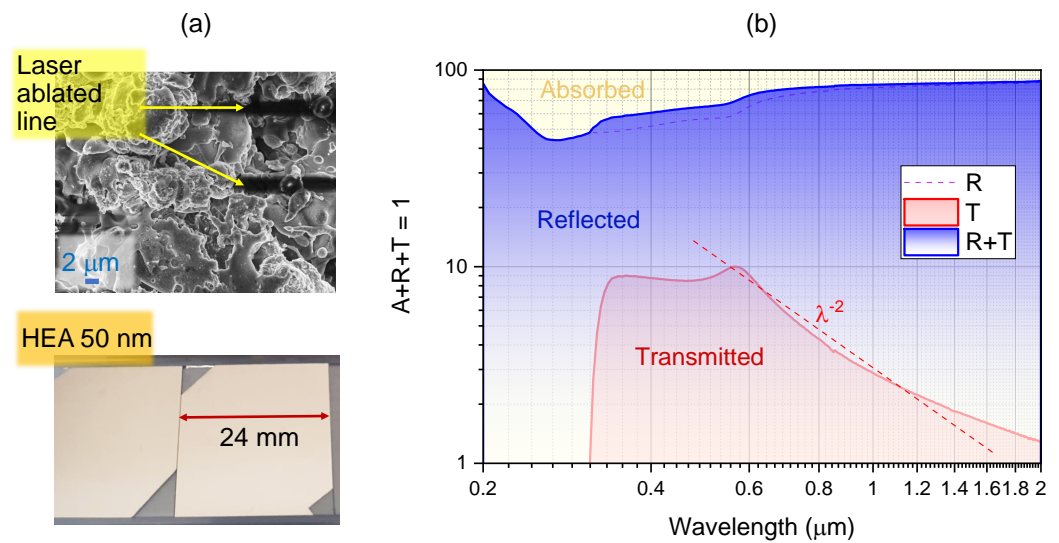 (a)
Laser
ablated
line
2 μm
HEA 50 nm
24 mm
(b)
100
10
1
A+R+T = 1
Absorbed
Reflected
Transmitted
λ⁻²
R
T
R+T
0.2 0.4 0.6 0.8 1 1.2 1.4 1.6 1.8 2
Wavelength (μm)